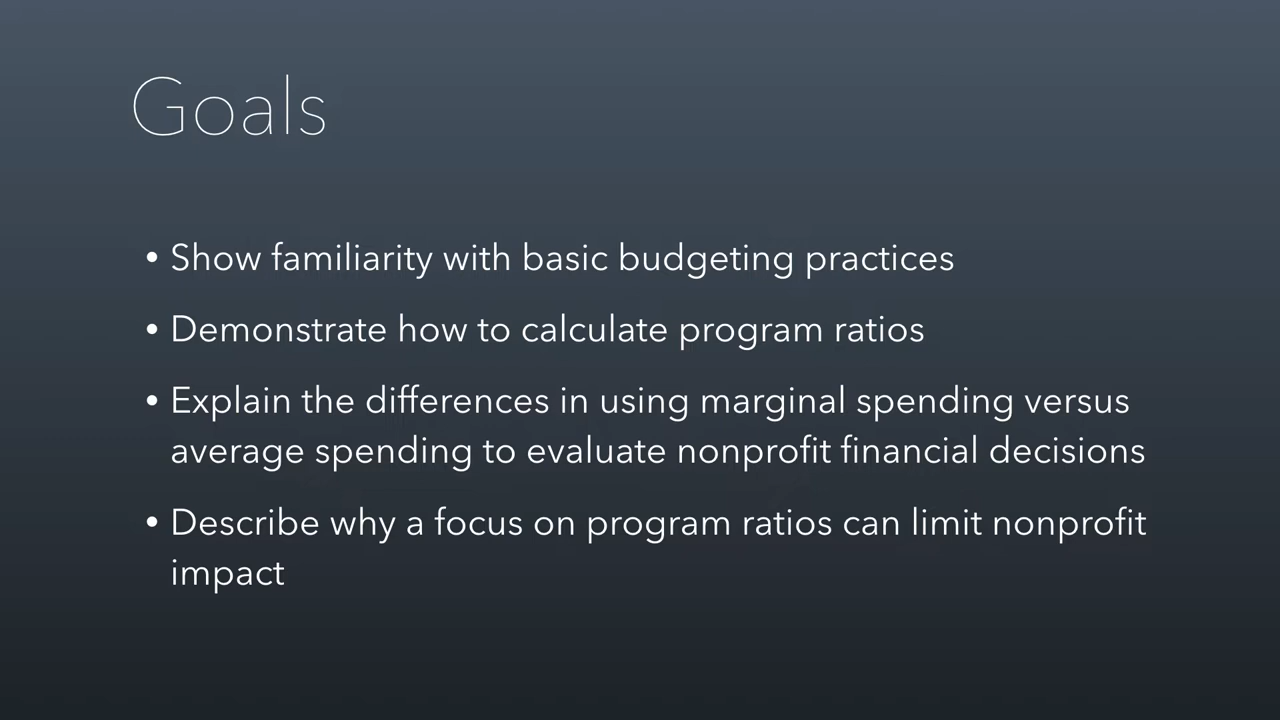 Goals
• Show familiarity with basic budgeting practices
• Demonstrate how to calculate program ratios
• Explain the differences in using marginal spending versus
average spending to evaluate nonprofit financial decisions
• Describe why a focus on program ratios can limit nonprofit
impact